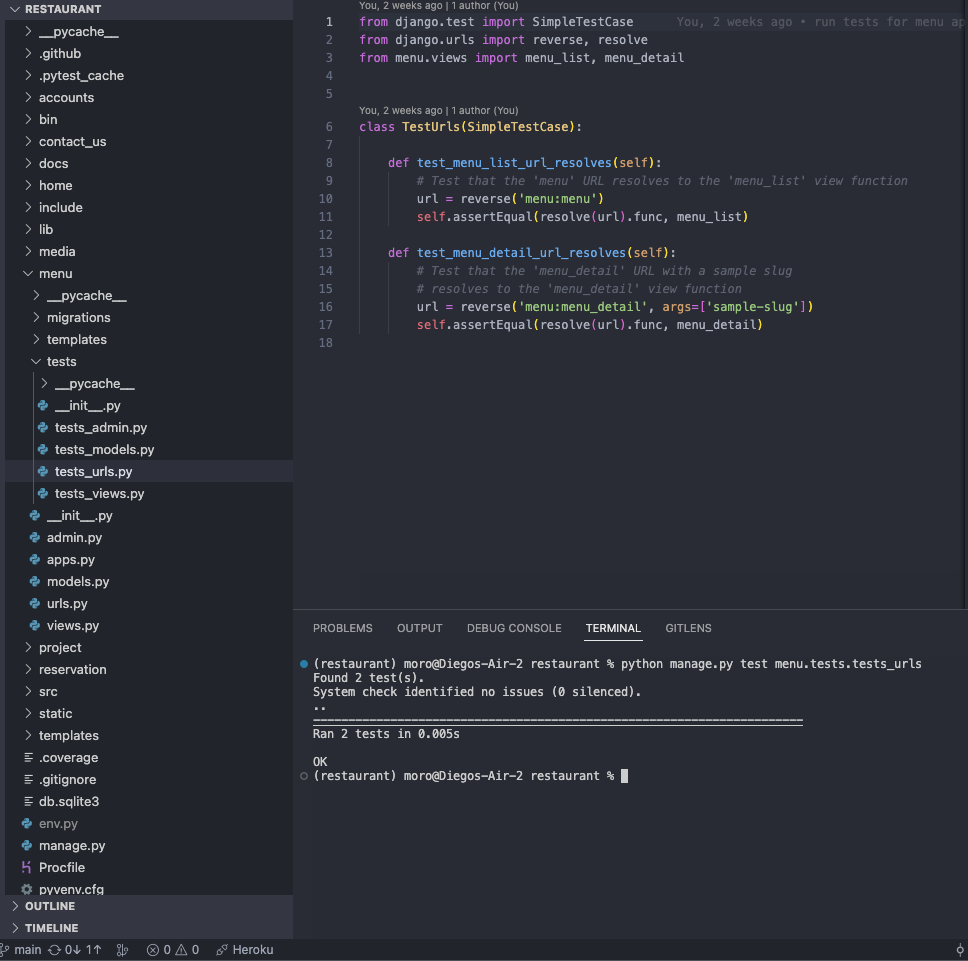 RESTAURANT
__pycache__
.github
.pytest_cache
accounts
bin
contact_us
docs
home
include
lib
media
menu
__pycache__
migrations
templates
tests
__pycache__
__init__.py
tests_admin.py
tests_models.py
tests_urls.py
tests_views.py
__init__.py
admin.py
apps.py
models.py
urls.py
views.py
project
reservation
src
static
templates
.coverage
.gitignore
db.sqlite3
env.py
manage.py
Procfile
pyvenv.cfg
OUTLINE
TIMELINE
You, 2 weeks ago | 1 author (You)
1 from django.test import SimpleTestCase You, 2 weeks ago • run tests for menu ap
2 from django.urls import reverse, resolve
3 from menu.views import menu_list, menu_detail
4
5
You, 2 weeks ago | 1 author (You)
6 class TestUrls(SimpleTestCase):
7
8 def test_menu_list_url_resolves(self):
9 # Test that the 'menu' URL resolves to the 'menu_list' view function
10 url = reverse('menu:menu')
11 self.assertEqual(resolve(url).func, menu_list)
12
13 def test_menu_detail_url_resolves(self):
14 # Test that the 'menu_detail' URL with a sample slug
15 # resolves to the 'menu_detail' view function
16 url = reverse('menu:menu_detail', args=['sample-slug'])
17 self.assertEqual(resolve(url).func, menu_detail)
18
PROBLEMS OUTPUT DEBUG CONSOLE TERMINAL GITLENS
(restaurant) moro@Diegos-Air-2 restaurant % python manage.py test menu.tests.tests_urls
Found 2 test(s).
System check identified no issues (0 silenced).
..
----------------------------------------------------------------------
Ran 2 tests in 0.005s
OK
(restaurant) moro@Diegos-Air-2 restaurant %
main 0↓ 1↑ 0 0 Heroku